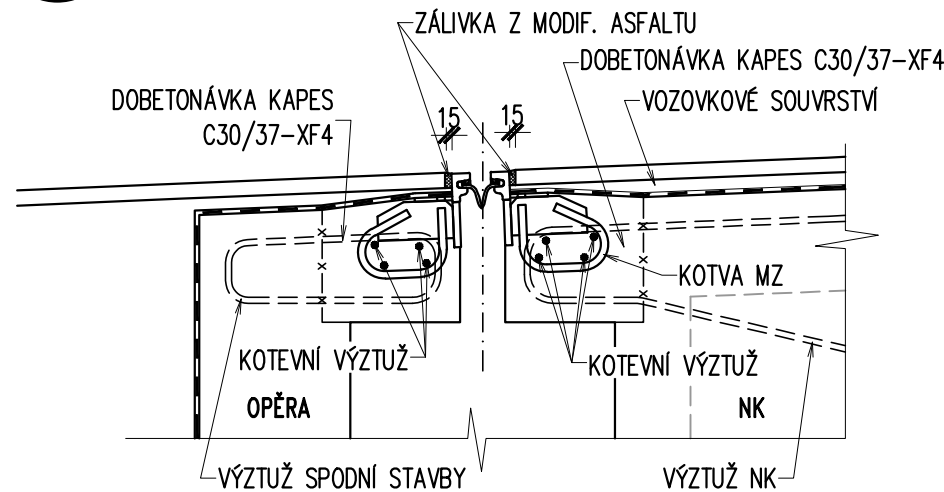 ZÁLIVKA Z MODIF. ASFALTU
DOBETONÁVKA KAPES C30/37-XF4
DOBETONÁVKA KAPES
C30/37-XF4
15
15
VOZOVKOVÉ SOUVRSTVÍ
KOTVA MZ
KOTEVNÍ VÝZTUŽ
KOTEVNÍ VÝZTUŽ
OPĚRA
NK
VÝZTUŽ SPODNÍ STAVBY
VÝZTUŽ NK